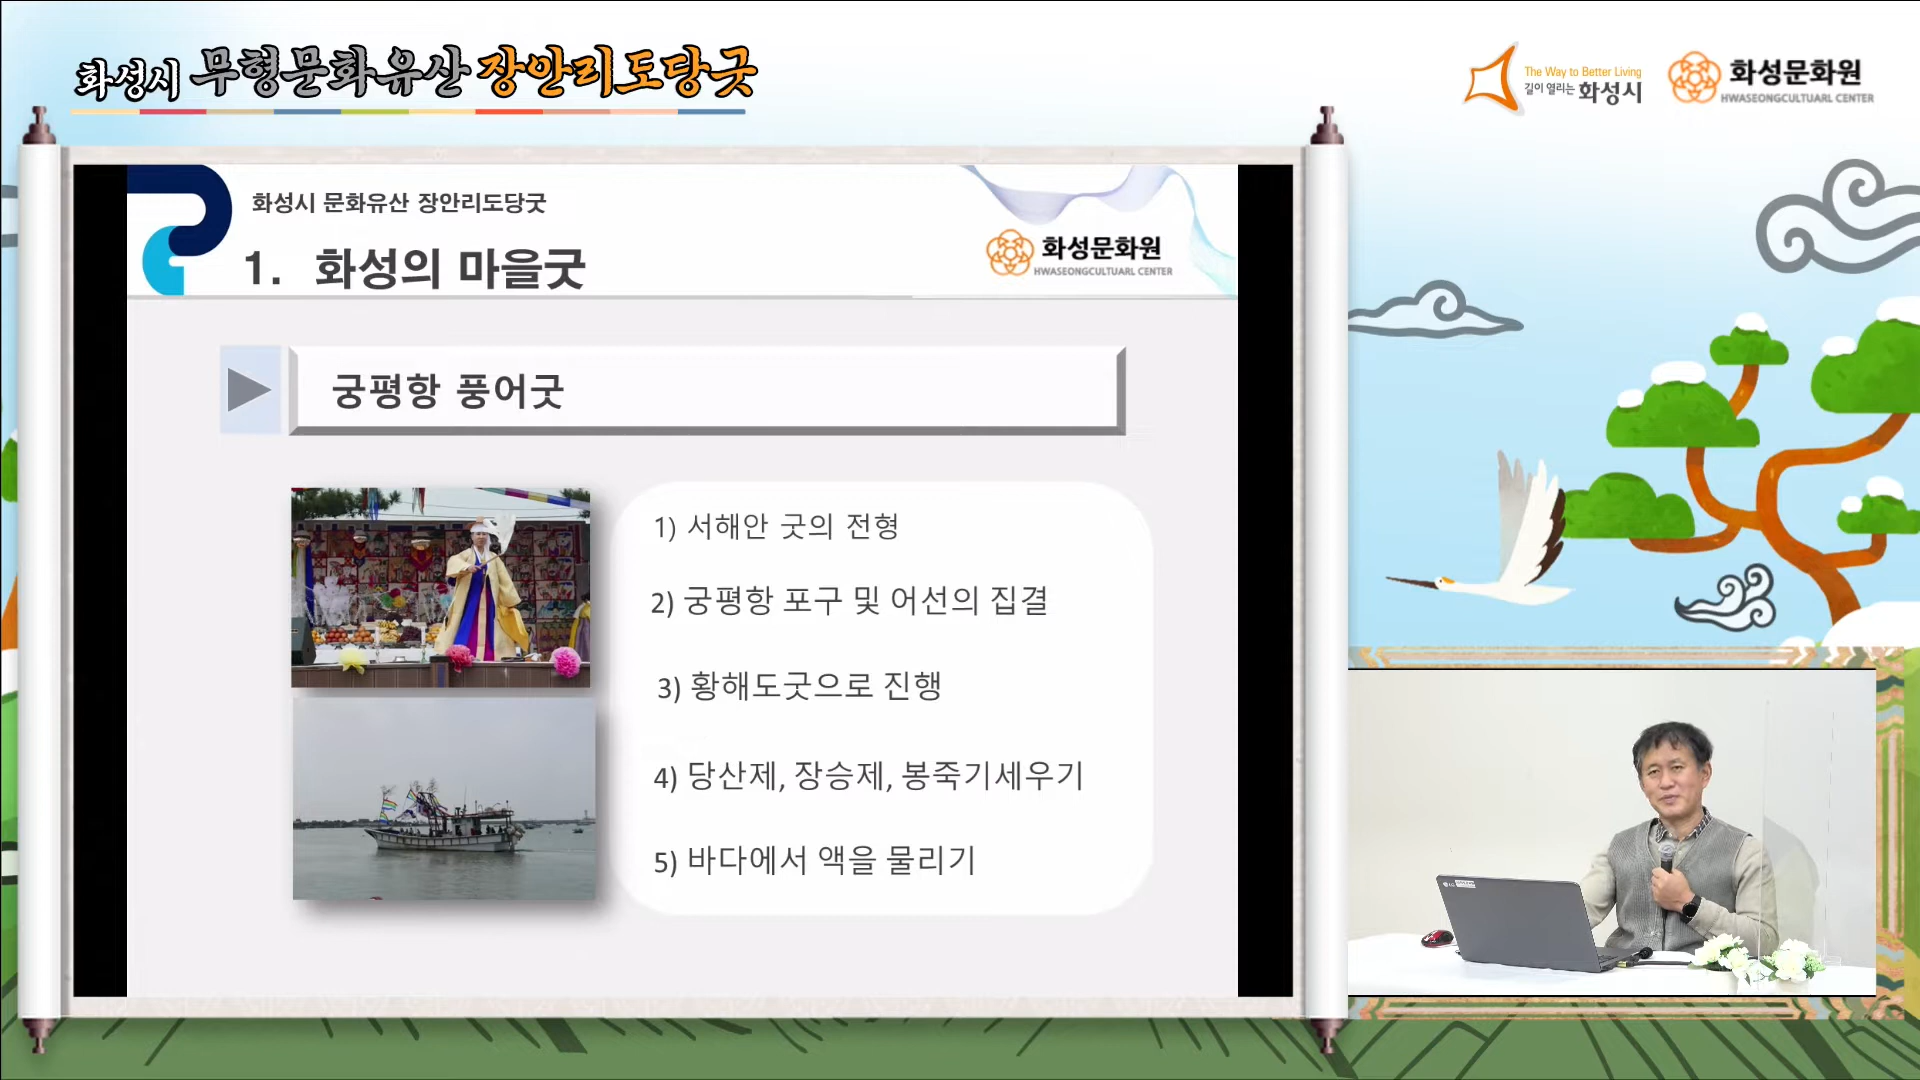 화성시 무형문화유산 장안리도당굿
The Way to Better Living
길이 열리는 화성시
화성문화원
HWASEONGCULTUARL CENTER
화성시 문화유산 장안리도당굿
1. 화성의 마을굿
화성문화원
HWASEONGCULTUARL CENTER
궁평항 풍어굿
1) 서해안 굿의 전형
2) 궁평항 포구 및 어선의 집결
3) 황해도굿으로 진행
4) 당산제, 장승제, 봉죽기세우기
5) 바다에서 액을 물리기
LG